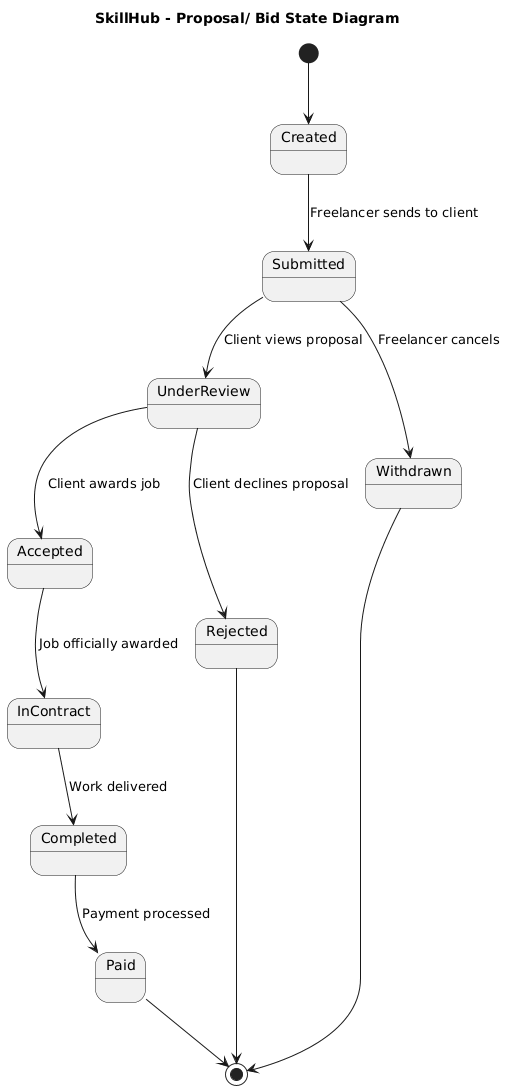 SkillHub - Proposal/ Bid State Diagram
Created
Freelancer sends to client
Submitted
Client views proposal
Freelancer cancels
UnderReview
Withdrawn
Client awards job
Client declines proposal
Accepted
Rejected
Job officially awarded
InContract
Work delivered
Completed
Payment processed
Paid